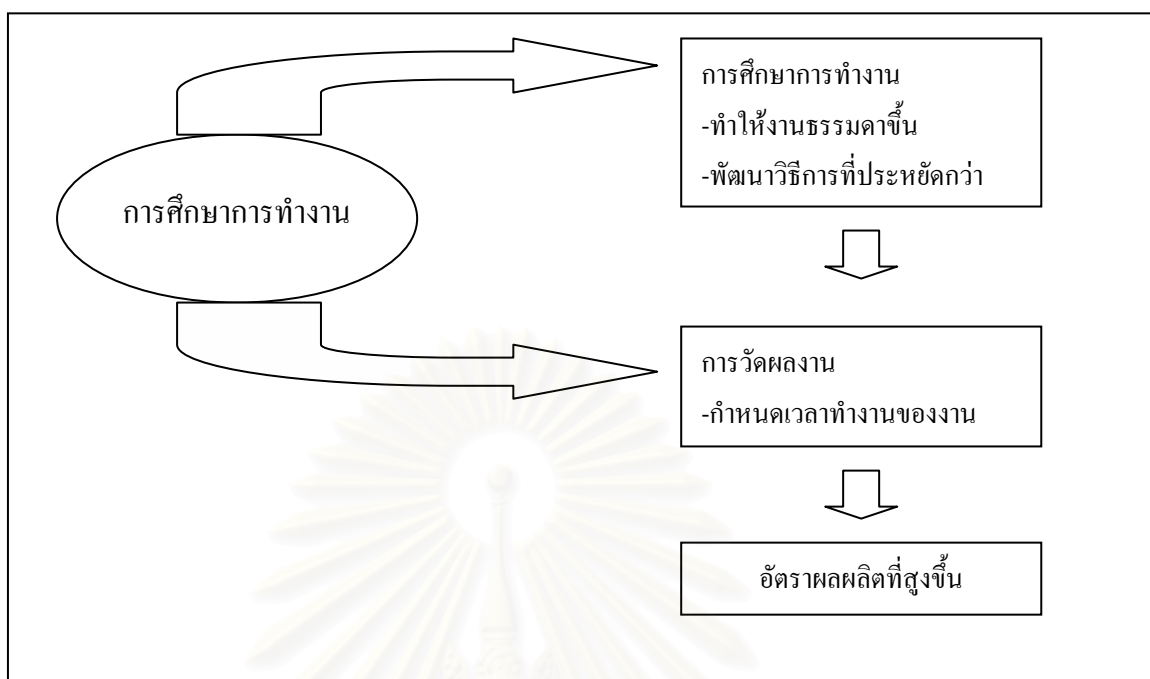 การศึกษาการทำงาน
การศึกษาการทำงาน
-ทำให้งานธรรมดาขึ้น
-พัฒนาวิธีการที่ประหยัดกว่า
การวัดผลงาน
-กำหนดเวลาทำงานของงาน
อัตราผลผลิตที่สูงขึ้น